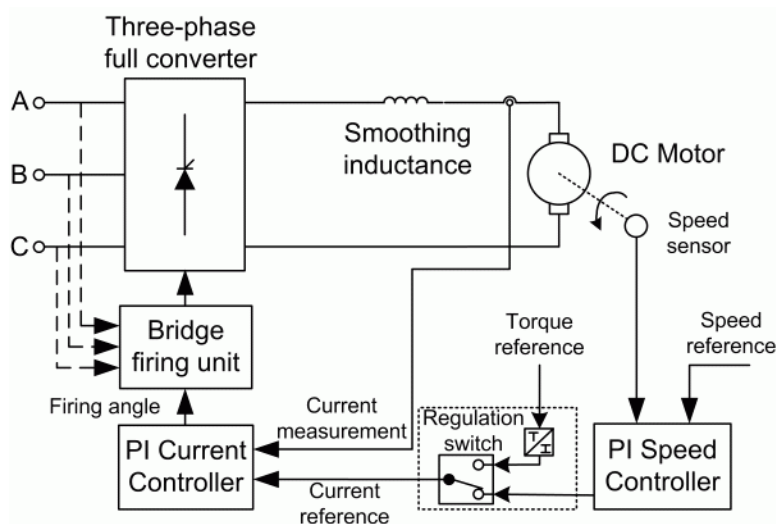 Three-phase
full converter
A
B
C
Smoothing
inductance
DC Motor
Speed
sensor
Bridge
firing unit
Torque
reference
Speed
reference
Firing angle
Current
measurement
Regulation
switch
T
I
PI Current
Controller
Current
reference
PI Speed
Controller